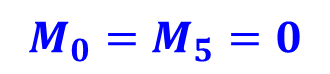 M₀ = M₅ = 0